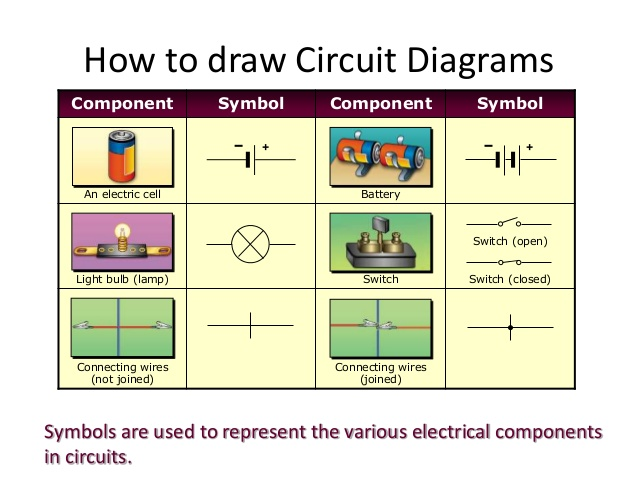 How to draw Circuit Diagrams
Component Symbol Component Symbol
− + − +
An electric cell Battery
Switch (open)
Light bulb (lamp) Switch Switch (closed)
Connecting wires Connecting wires
(not joined) (joined)
Symbols are used to represent the various electrical components
in circuits.